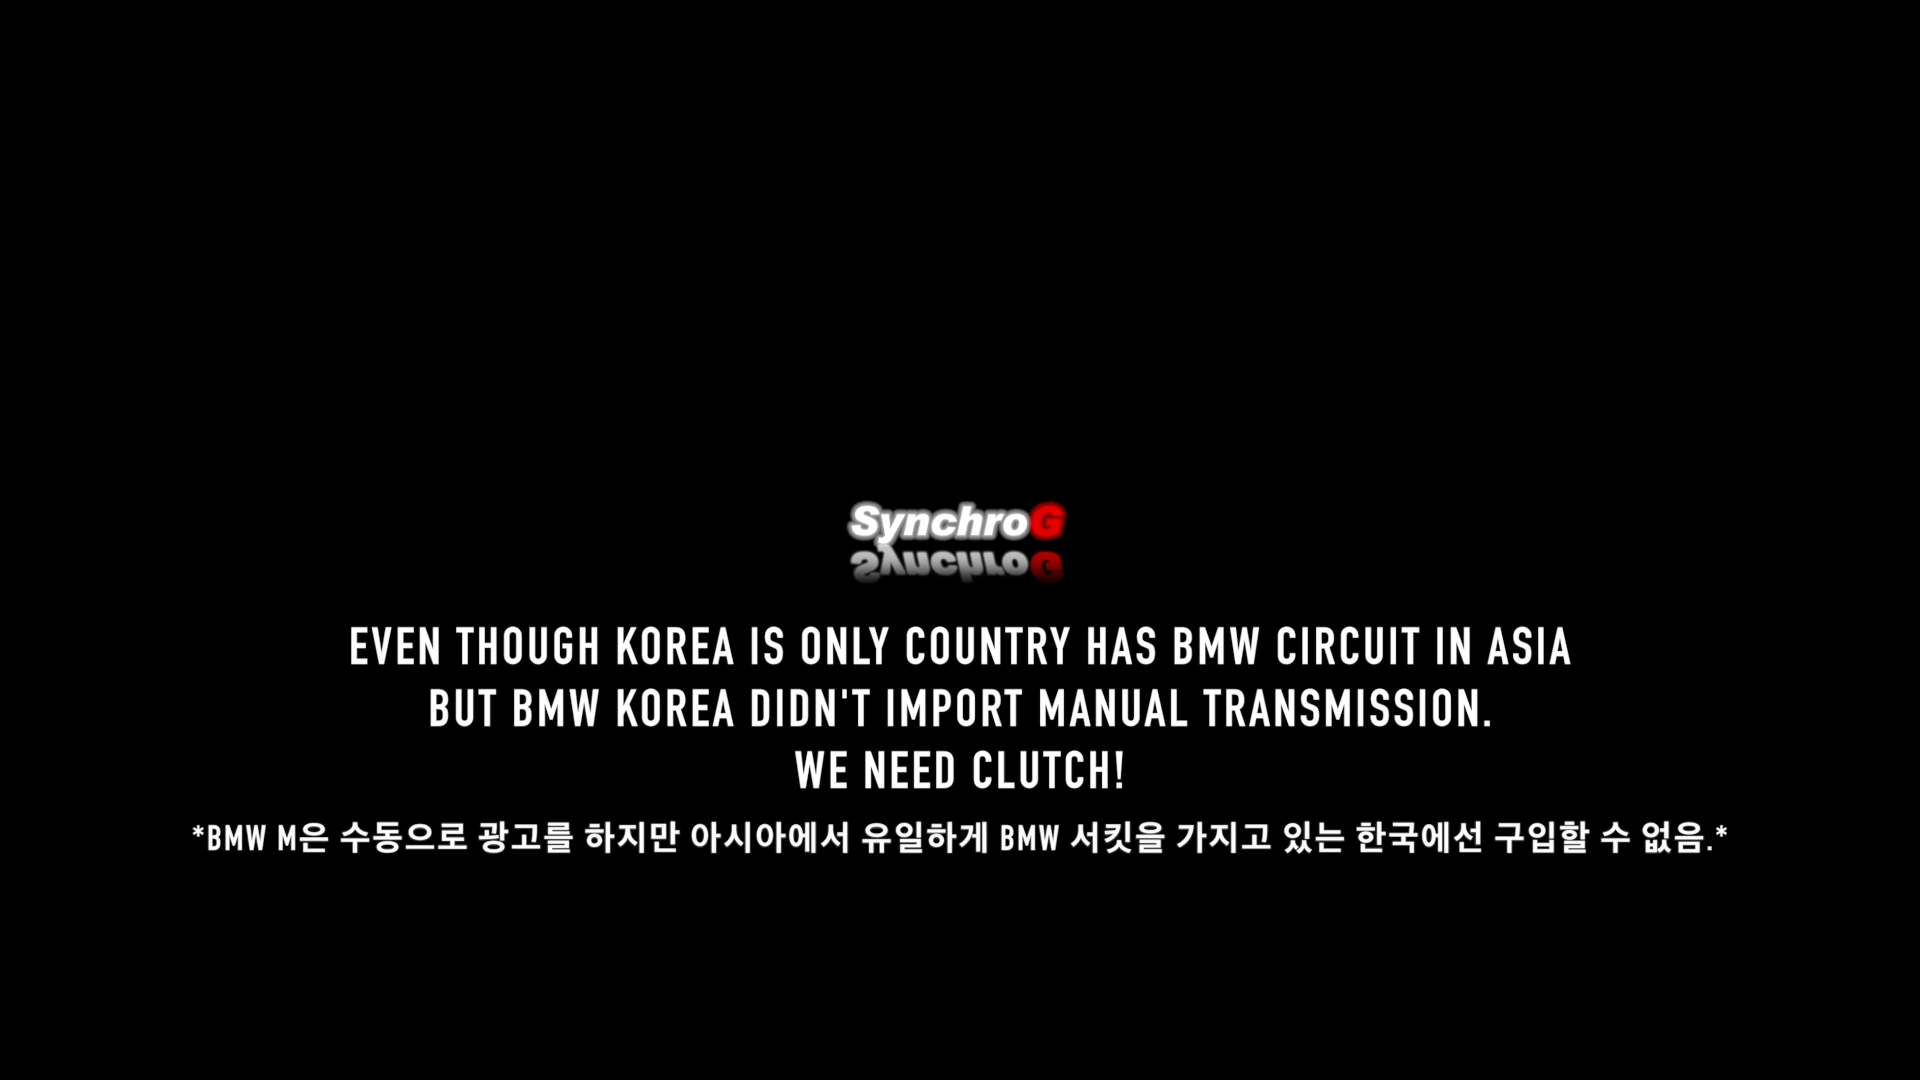 SynchroG
EVEN THOUGH KOREA IS ONLY COUNTRY HAS BMW CIRCUIT IN ASIA
BUT BMW KOREA DIDN'T IMPORT MANUAL TRANSMISSION.
WE NEED CLUTCH!
*BMW M은 수동으로 광고를 하지만 아시아에서 유일하게 BMW 서킷을 가지고 있는 한국에선 구입할 수 없음.*